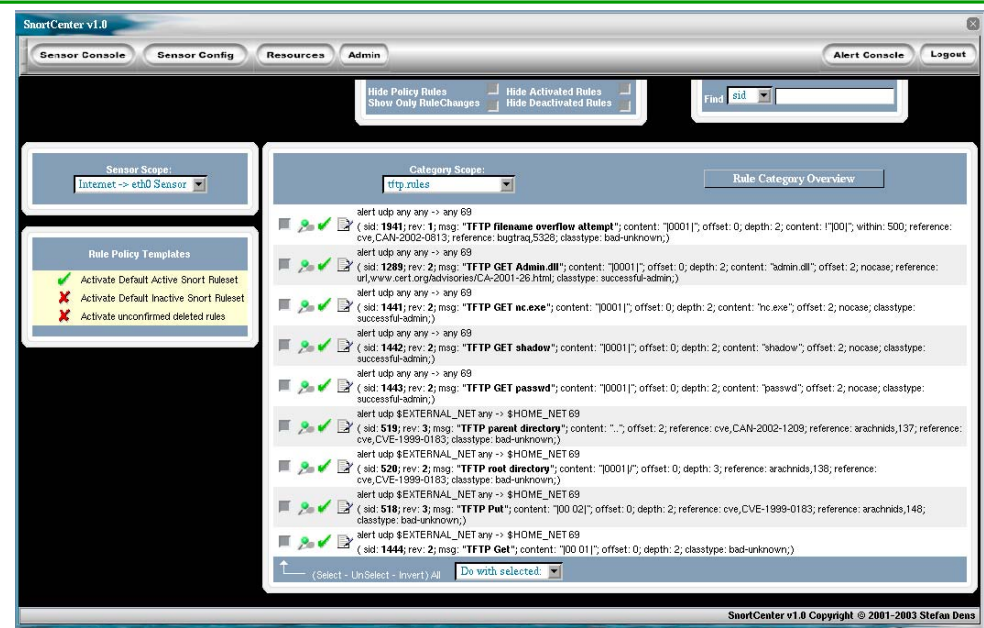 SnortCenter v1.0
Sensor Console
Sensor Config
Resources
Admin
Alert Console
Logout
Hide Policy Rules
Hide Activated Rules
Show Only RuleChanges
Hide Deactivated Rules
Find sid
Sensor Scope:
Internet -> eth0 Sensor
Rule Policy Templates
Activate Default Active Snort Ruleset
Activate Default Inactive Snort Ruleset
Activate unconfirmed deleted rules
Category Scope:
tftp.rules
Rule Category Overview
alert udp any any -> any 69
( sid: 1941; rev: 1; msg: "TFTP filename overflow attempt"; content: "|0001|"; offset: 0; depth: 2; content: !"|00|"; within: 500; reference:
cve,CAN-2002-0813; reference: bugtraq,5328; classtype: bad-unknown;)
alert udp any any -> any 69
( sid: 1289; rev: 2; msg: "TFTP GET Admin.dll"; content: "|0001|"; offset: 0; depth: 2; content: "admin.dll"; offset: 2; nocase; reference:
url,www.cert.org/advisories/CA-2001-26.html; classtype: successful-admin;)
alert udp any any -> any 69
( sid: 1441; rev: 2; msg: "TFTP GET nc.exe"; content: "|0001|"; offset: 0; depth: 2; content: "nc.exe"; offset: 2; nocase; classtype:
successful-admin;)
alert udp any any -> any 69
( sid: 1442; rev: 2; msg: "TFTP GET shadow"; content: "|0001|"; offset: 0; depth: 2; content: "shadow"; offset: 2; nocase; classtype:
successful-admin;)
alert udp any any -> any 69
( sid: 1443; rev: 2; msg: "TFTP GET passwd"; content: "|0001|"; offset: 0; depth: 2; content: "passwd"; offset: 2; nocase; classtype:
successful-admin;)
alert udp $EXTERNAL_NET any -> $HOME_NET 69
( sid: 519; rev: 3; msg: "TFTP parent directory"; content: ".."; offset: 2; reference: cve,CAN-2002-1209; reference: arachnids,137; reference:
cve,CVE-1999-0183; classtype: bad-unknown;)
alert udp $EXTERNAL_NET any -> $HOME_NET 69
( sid: 520; rev: 2; msg: "TFTP root directory"; content: "|0001|/"; offset: 0; depth: 3; reference: arachnids,138; reference:
cve,CVE-1999-0183; classtype: bad-unknown;)
alert udp $EXTERNAL_NET any -> $HOME_NET 69
( sid: 518; rev: 3; msg: "TFTP Put"; content: "|00 02|"; offset: 0; depth: 2; reference: cve,CVE-1999-0183; reference: arachnids,148;
classtype: bad-unknown;)
alert udp $EXTERNAL_NET any -> $HOME_NET 69
( sid: 1444; rev: 2; msg: "TFTP Get"; content: "|00 01|"; offset: 0; depth: 2; classtype: bad-unknown;)
(Select - UnSelect - Invert) All
Do with selected:
SnortCenter v1.0 Copyright © 2001-2003 Stefan Dens